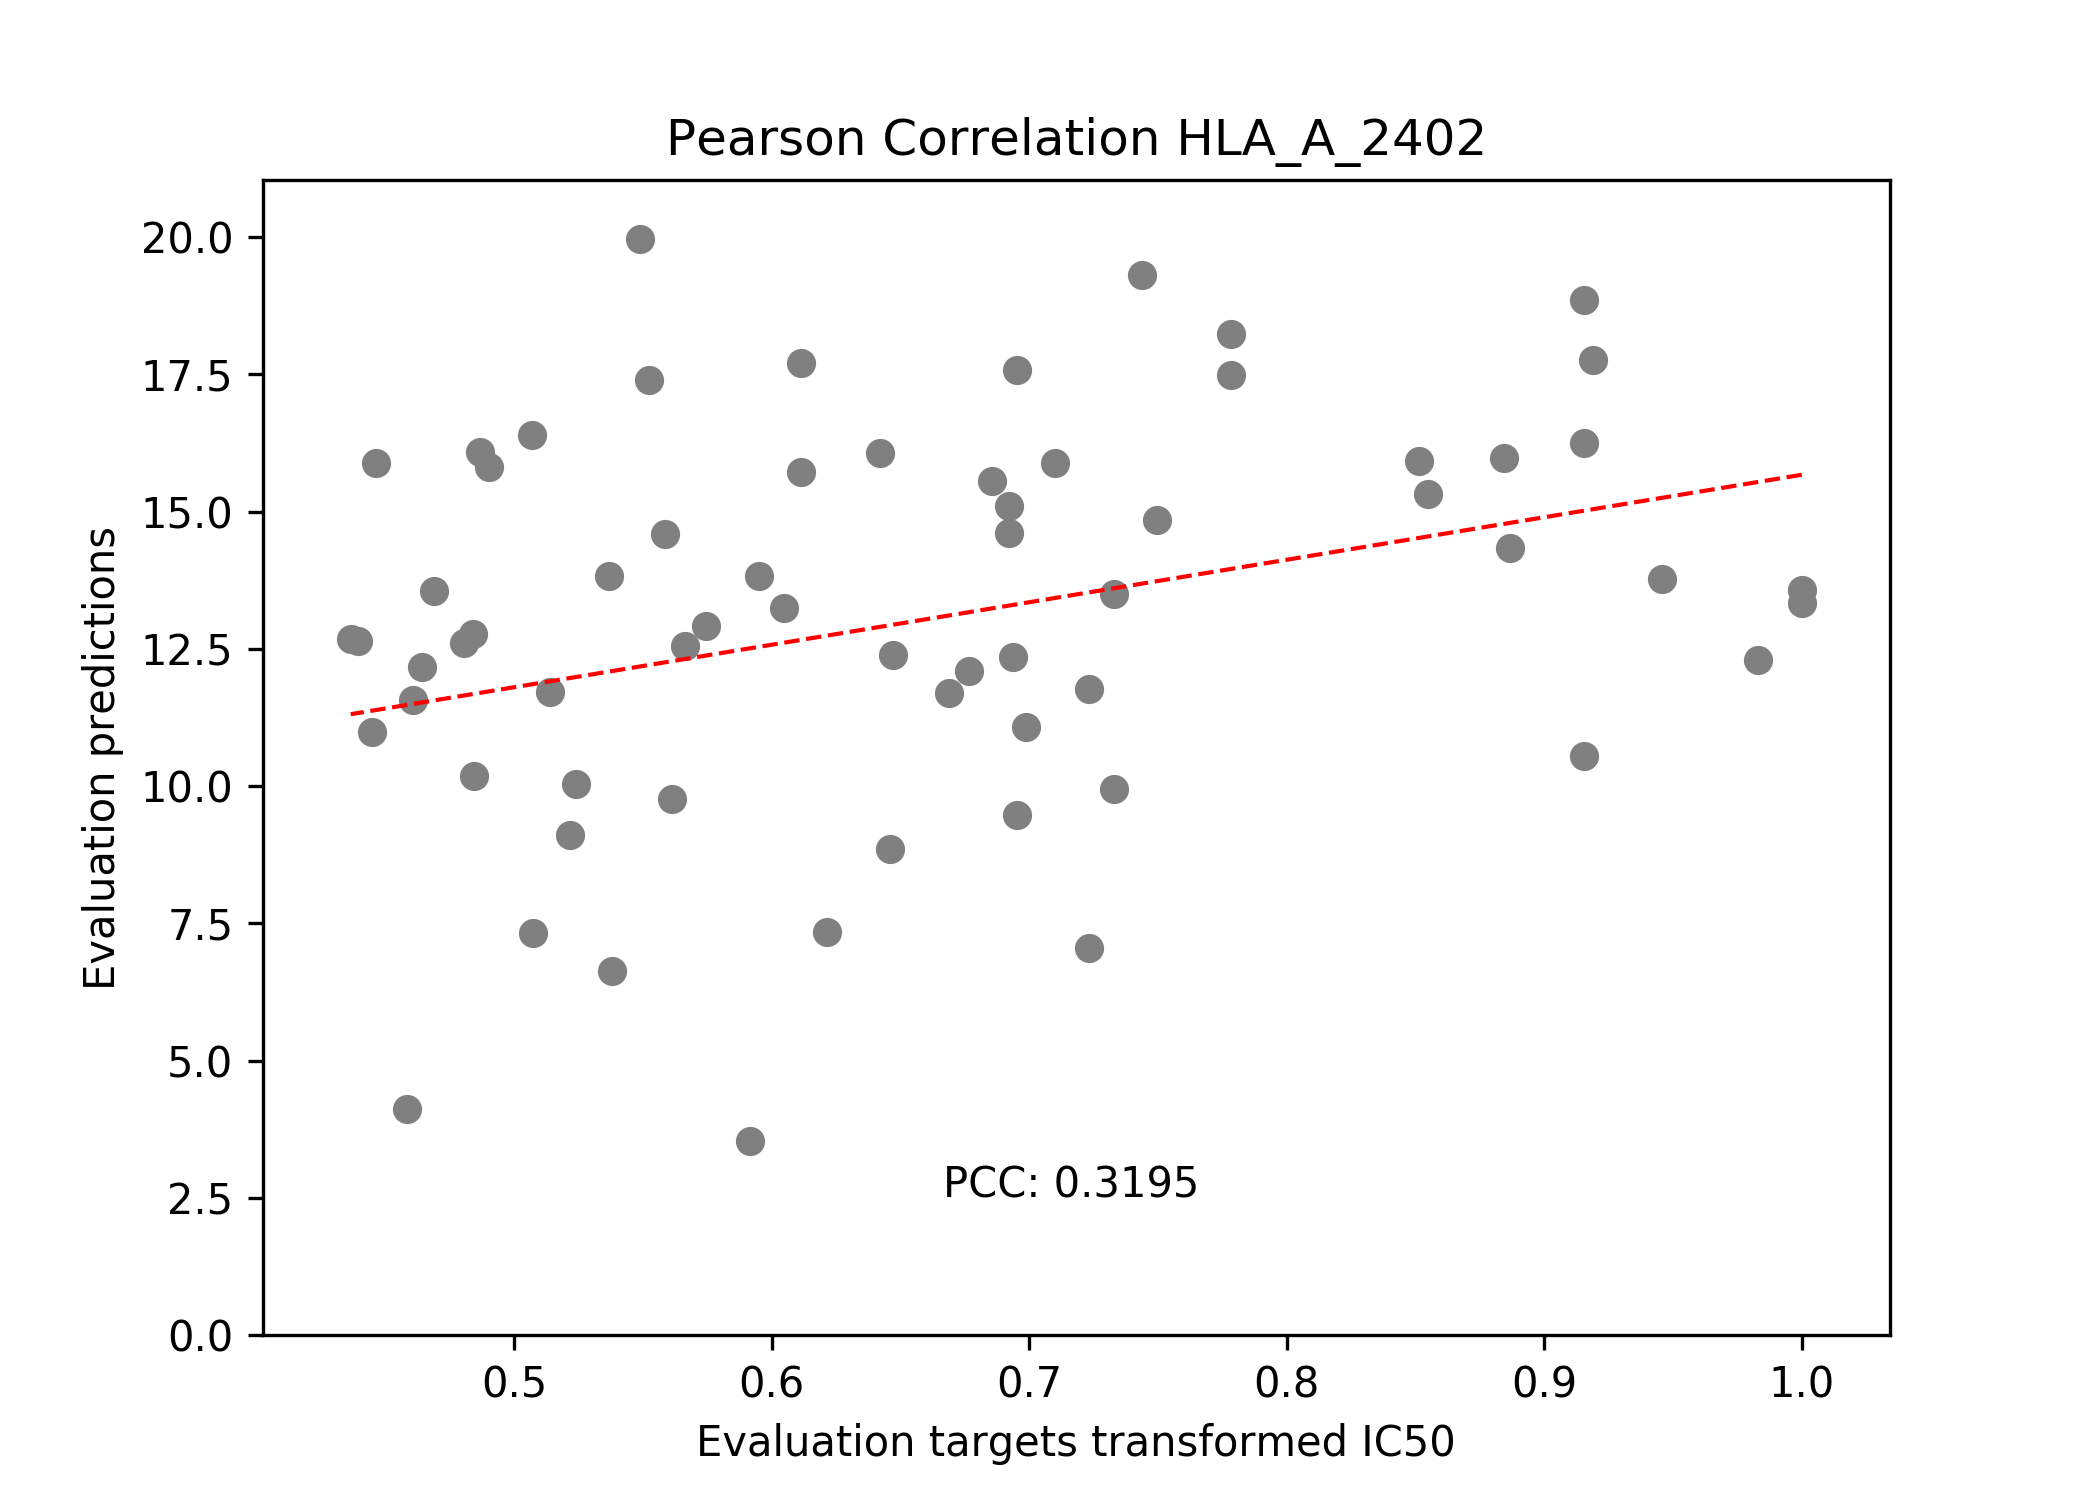 Pearson Correlation HLA_A_2402
20.0
17.5
15.0
12.5
10.0
7.5
5.0
2.5
0.0
Evaluation predictions
PCC: 0.3195
0.5 0.6 0.7 0.8 0.9 1.0
Evaluation targets transformed IC50